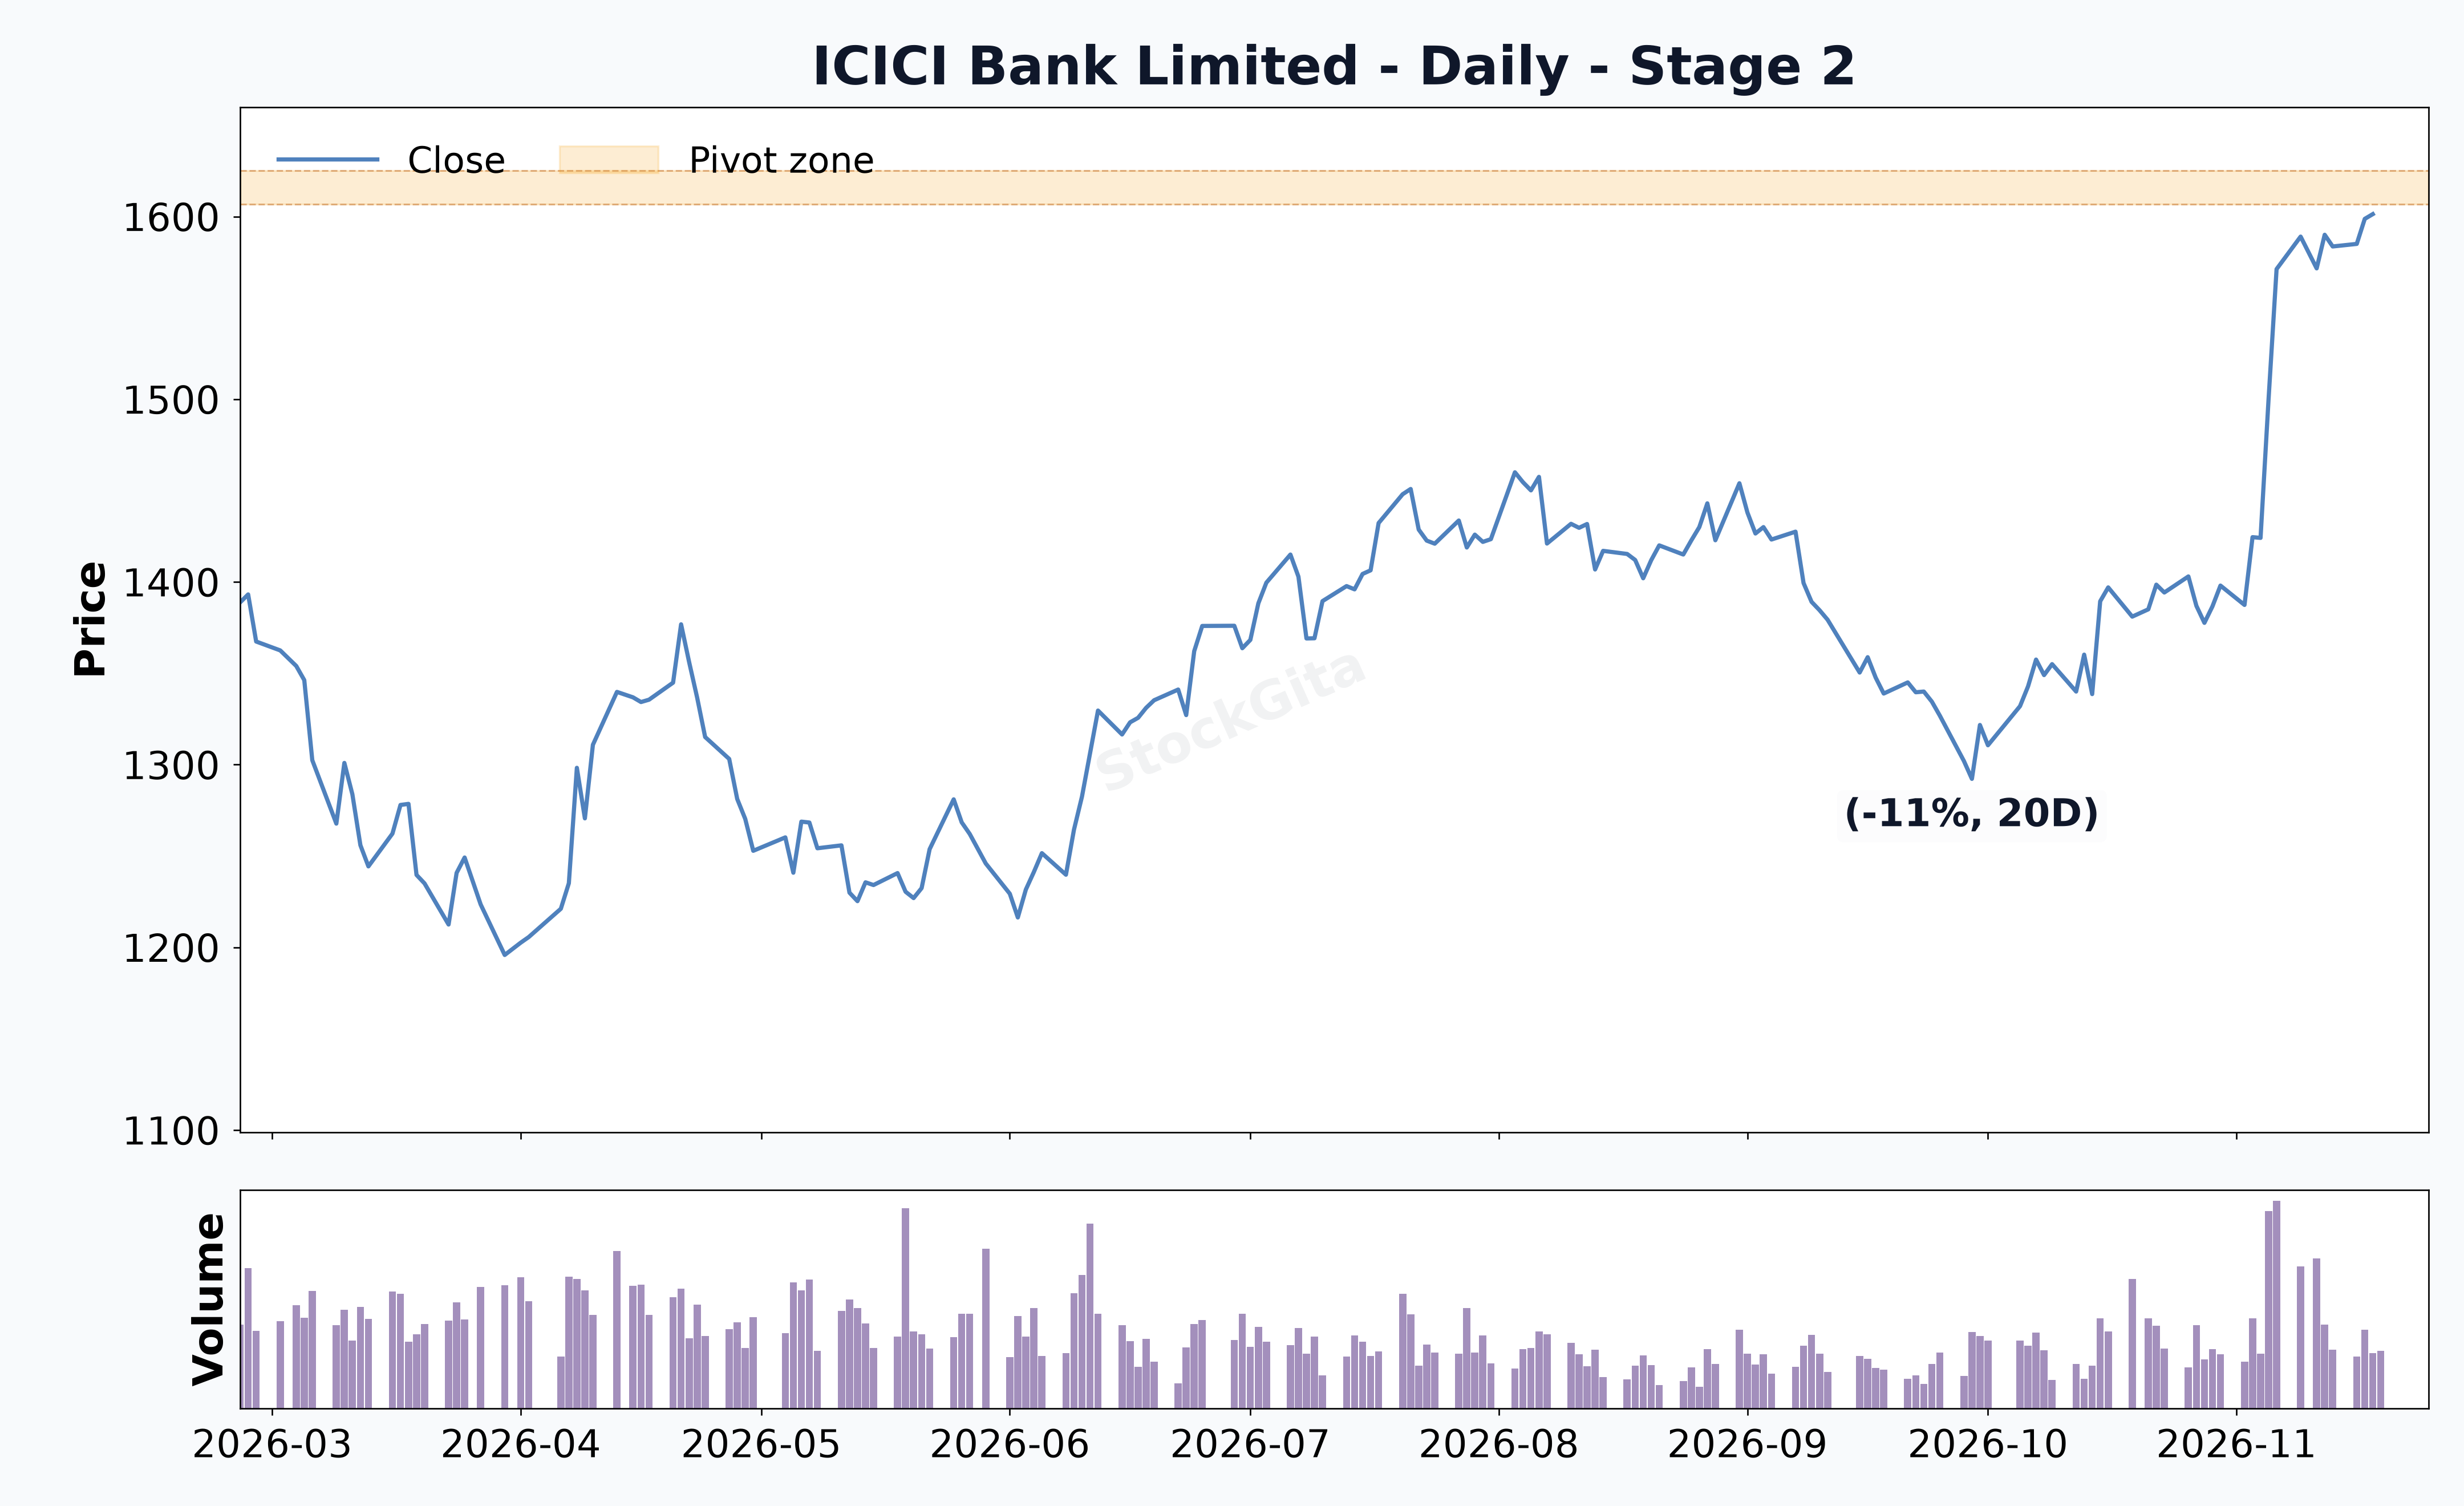 ICICI Bank Limited - Daily - Stage 2
Close
Pivot zone
1600
1500
1400
1300
1200
1100
Price
StockGita
(-11%, 20D)
Volume
2026-03
2026-04
2026-05
2026-06
2026-07
2026-08
2026-09
2026-10
2026-11